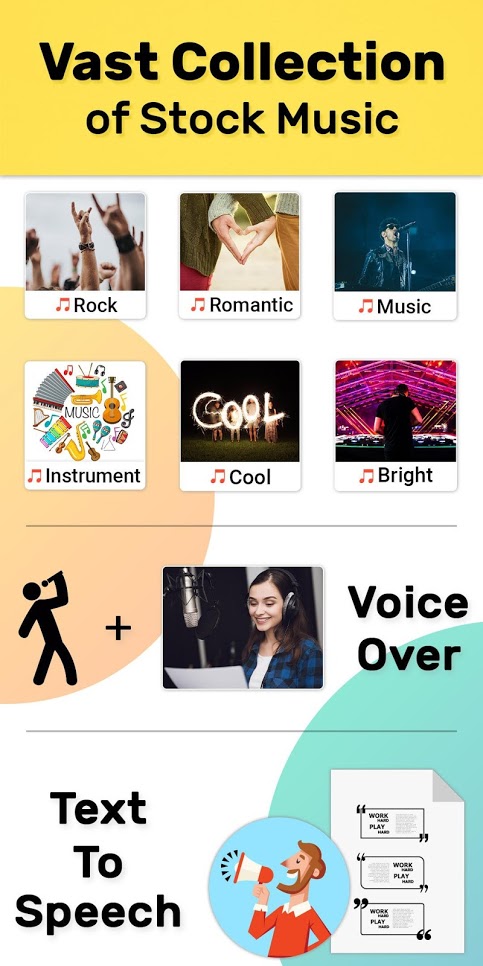 Vast Collection
of Stock Music
Rock
Romantic
Music
MUSIC
COOL
Instrument
Cool
Bright
Voice
Over
Text
To
Speech
WORK
HARD
PLAY
HARD
WORK
HARD
PLAY
HARD
WORK
HARD
PLAY
HARD